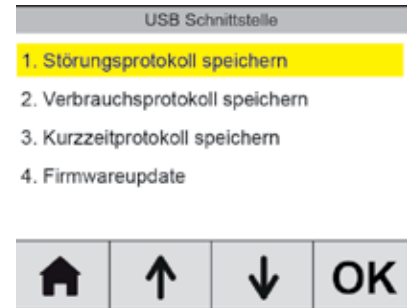 USB Schnittstelle
1. Störungsprotokoll speichern
2. Verbrauchsprotokoll speichern
3. Kurzzeitprotokoll speichern
4. Firmwareupdate
OK